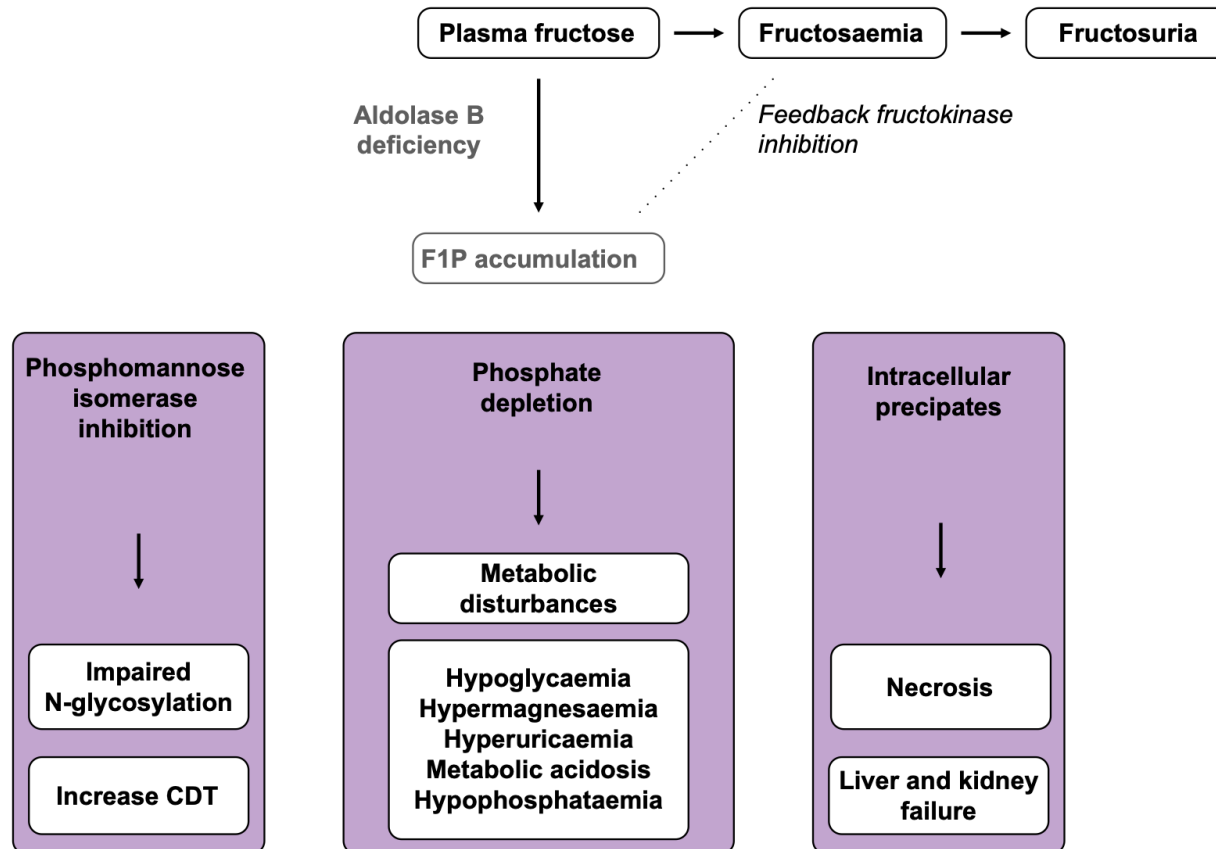 Plasma fructose
Fructosaemia
Fructosuria
Aldolase B
deficiency
Feedback fructokinase
inhibition
F1P accumulation
Phosphomannose
isomerase
inhibition
Impaired
N-glycosylation
Increase CDT
Phosphate
depletion
Metabolic
disturbances
Hypoglycaemia
Hypermagnesaemia
Hyperuricaemia
Metabolic acidosis
Hypophosphataemia
Intracellular
precipates
Necrosis
Liver and kidney
failure